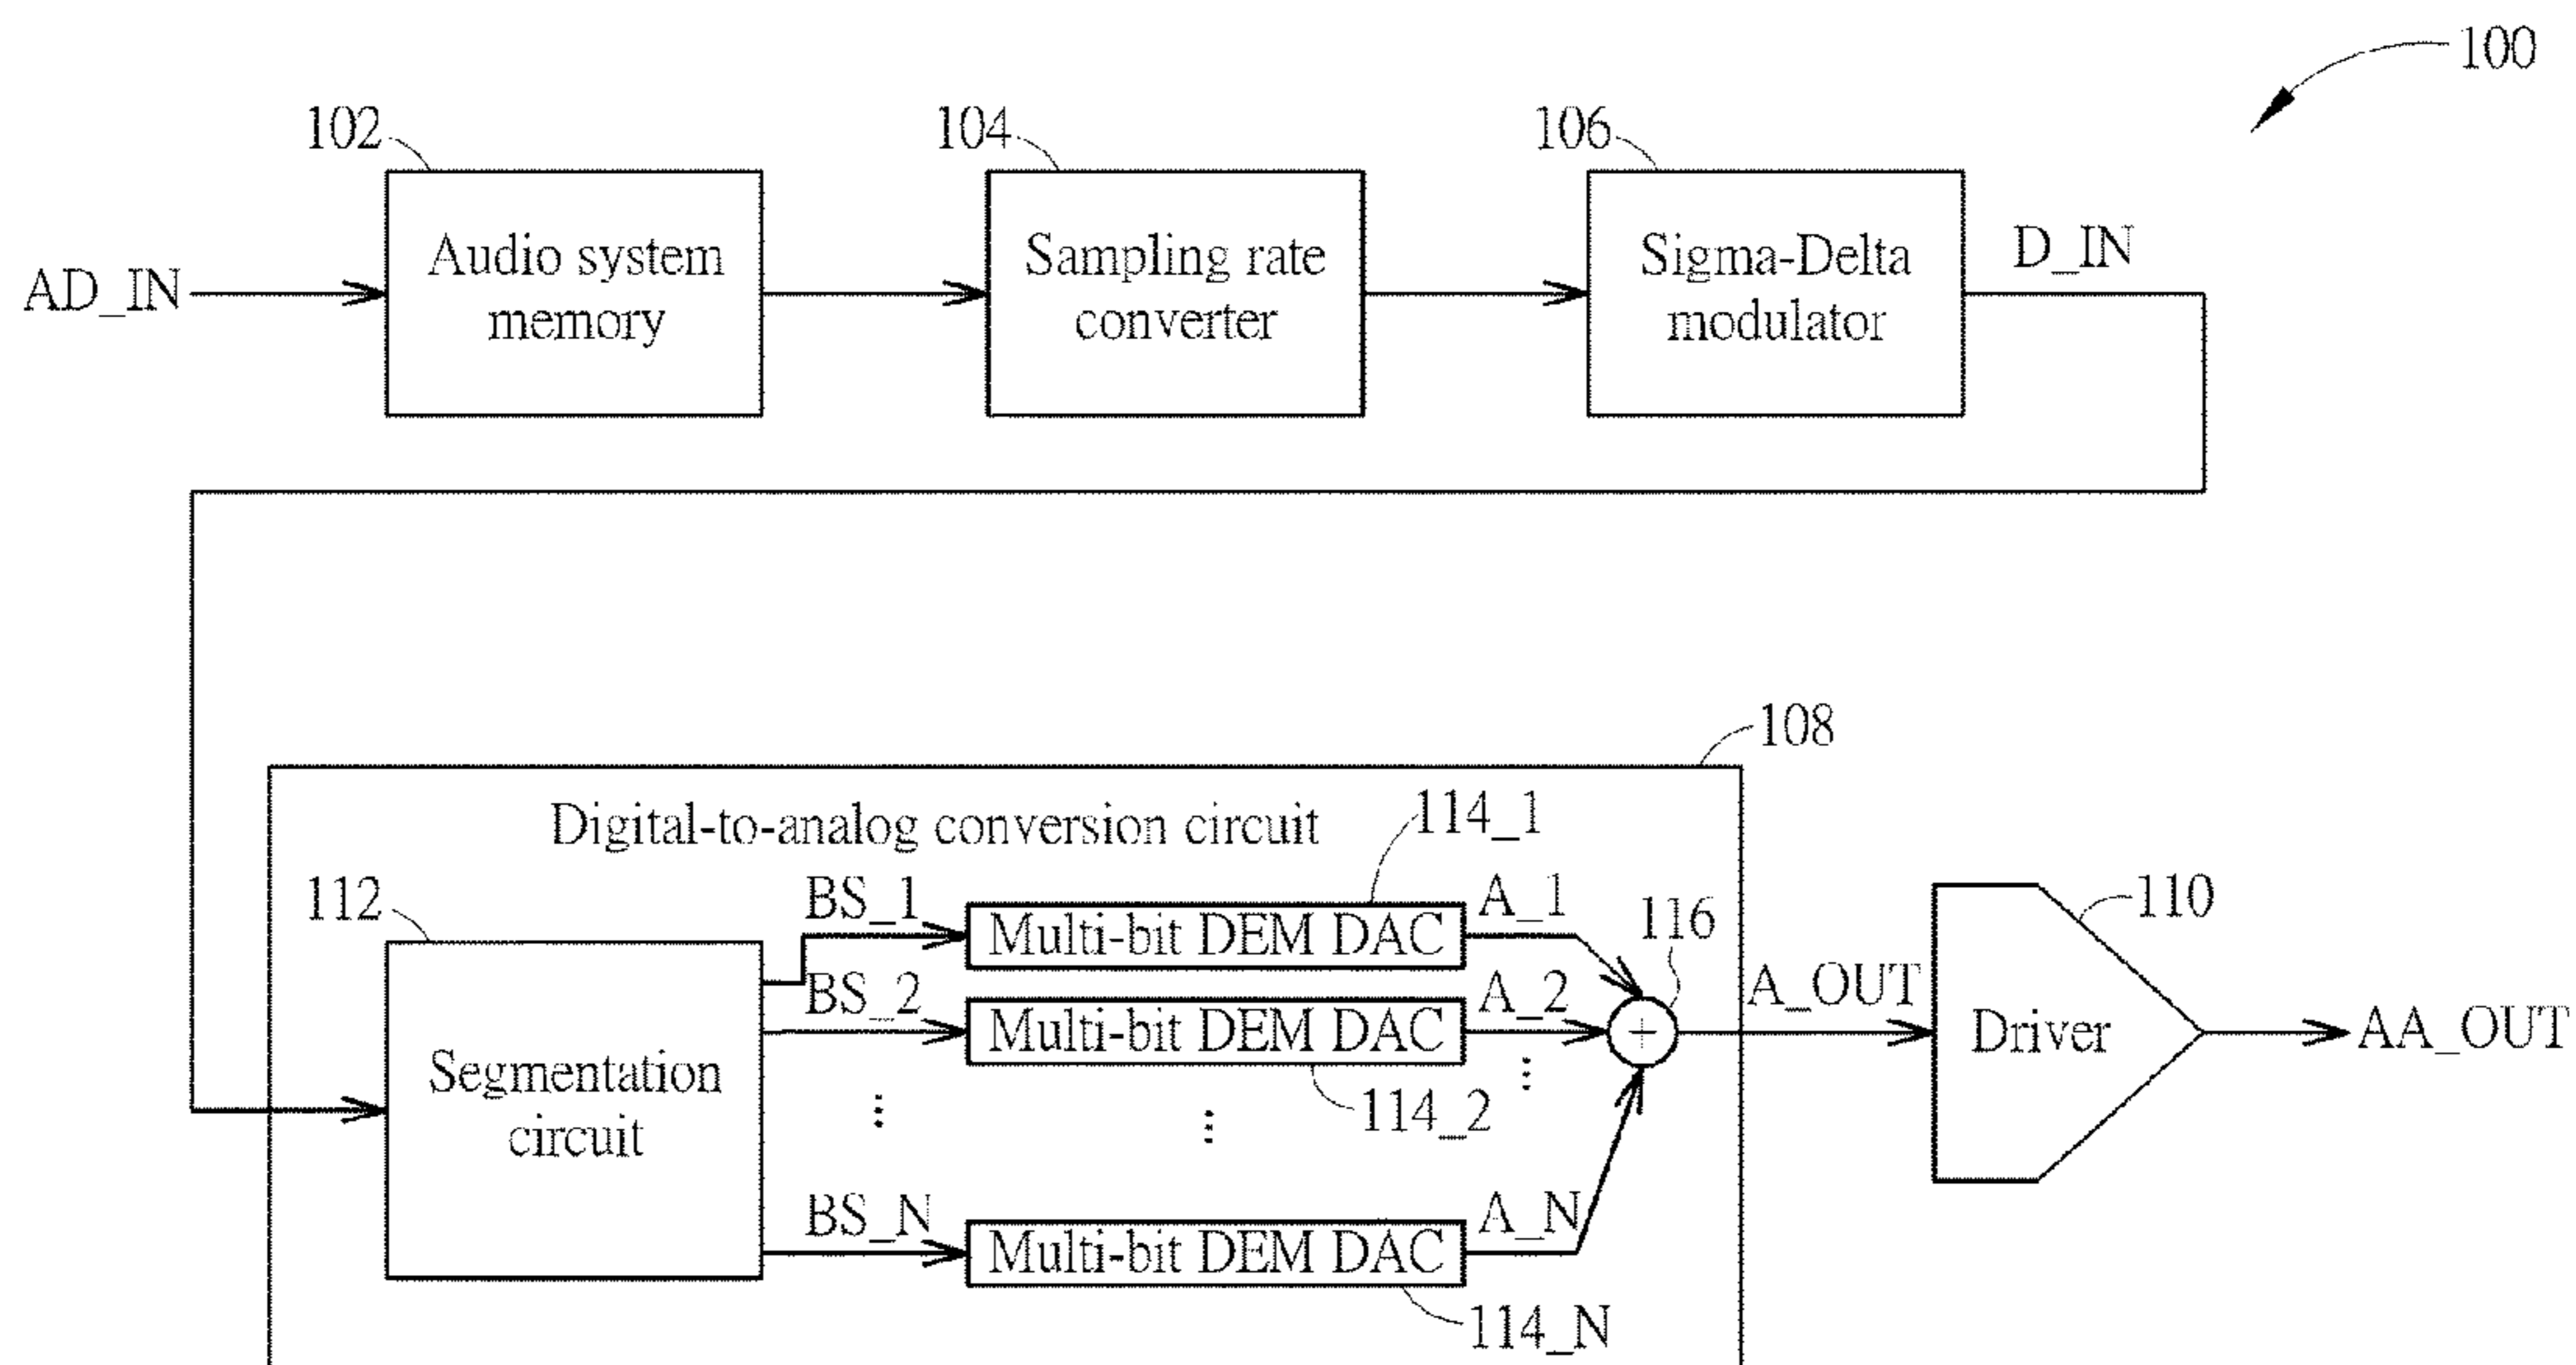 100
102
104
106
AD_IN
Audio system
memory
Sampling rate
converter
Sigma-Delta
modulator
D_IN
108
Digital-to-analog conversion circuit
114_1
112
BS_1
Multi-bit DEM DAC
A_1
116
110
BS_2
Multi-bit DEM DAC
A_2
+
A_OUT
Driver
AA_OUT
Segmentation
circuit
...
...
...
114_2
BS_N
Multi-bit DEM DAC
A_N
114_N